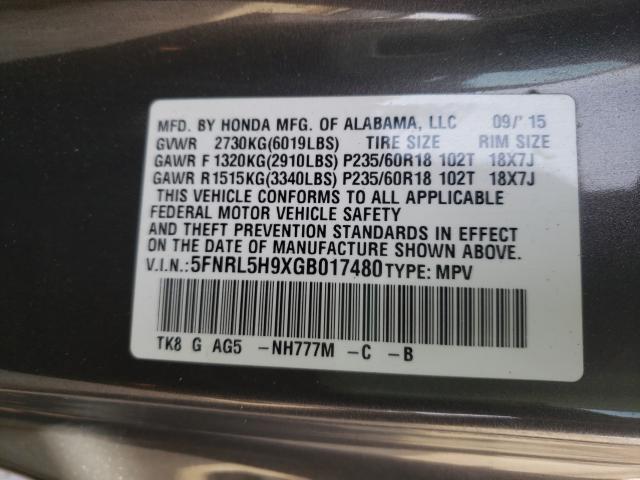 MFD. BY HONDA MFG. OF ALABAMA, LLC 09/'15
GVWR 2730KG(6019LBS) TIRE SIZE RIM SIZE
GAWR F 1320KG(2910LBS) P235/60R18 102T 18X7J
GAWR R 1515KG(3340LBS) P235/60R18 102T 18X7J
THIS VEHICLE CONFORMS TO ALL APPLICABLE
FEDERAL MOTOR VEHICLE SAFETY
AND THEFT PREVENTION STANDARDS IN EFFECT
ON THE DATE OF MANUFACTURE SHOWN ABOVE.
V.I.N.: 5FNRL5H9XGB017480 TYPE: MPV
TK8 G AG5 -NH777M -C -B